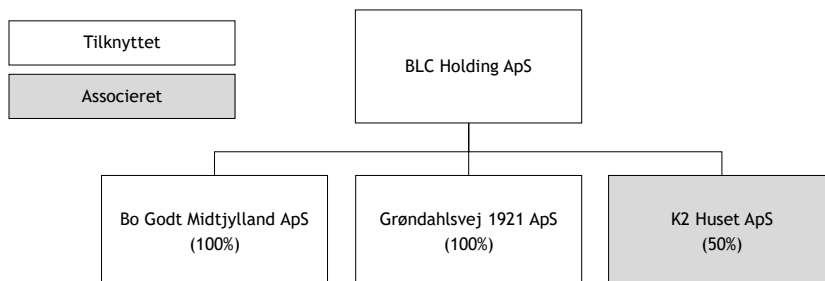 Tilknyttet
Associeret
BLC Holding ApS
Bo Godt Midtjylland ApS
(100%)
Grøndahlsvej 1921 ApS
(100%)
K2 Huset ApS
(50%)